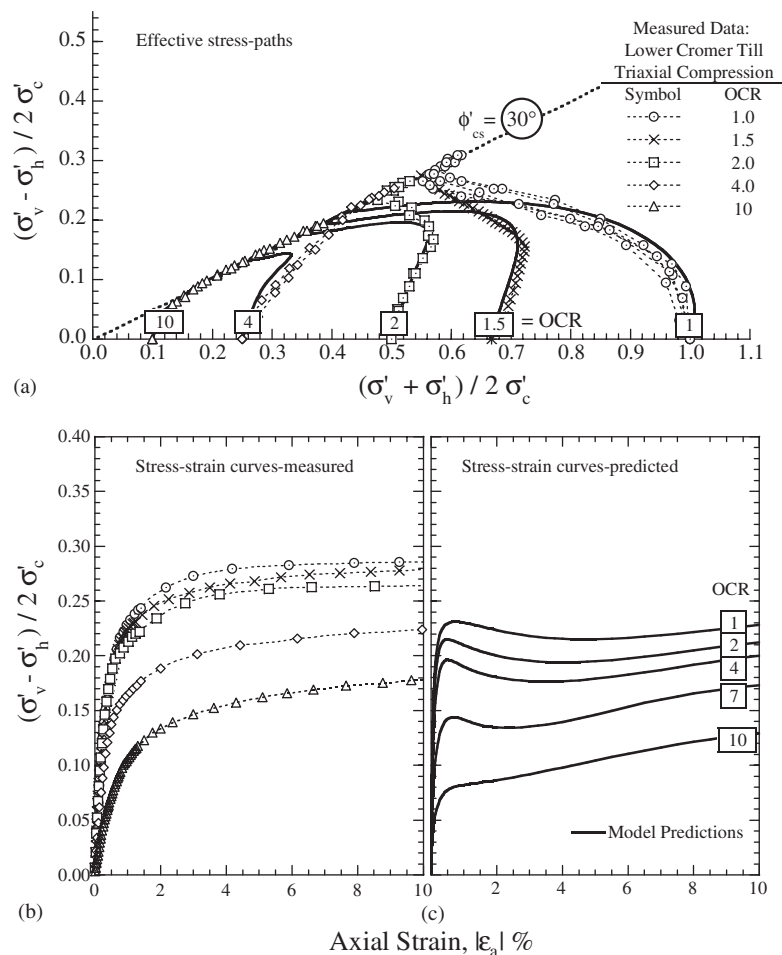 0.5
0.4
0.3
0.2
0.1
0.0
(σ'v - σ'h) / 2 σ'c
Effective stress-paths
Measured Data:
Lower Cromer Till
Triaxial Compression
Symbol OCR
1.0
1.5
2.0
4.0
10
ϕ'cs = 30°
10
4
2
1.5 = OCR
1
0.0 0.1 0.2 0.3 0.4 0.5 0.6 0.7 0.8 0.9 1.0 1.1
(a)
(σ'v + σ'h) / 2 σ'c
0.40
0.35
0.30
0.25
0.20
0.15
0.10
0.05
0.00
(σ'v - σ'h) / 2 σ'c
Stress-strain curves-measured
0 2 4 6 8 10
(b)
Stress-strain curves-predicted
OCR
1
2
4
7
10
Model Predictions
2 4 6 8 10
(c)
Axial Strain, |εa| %